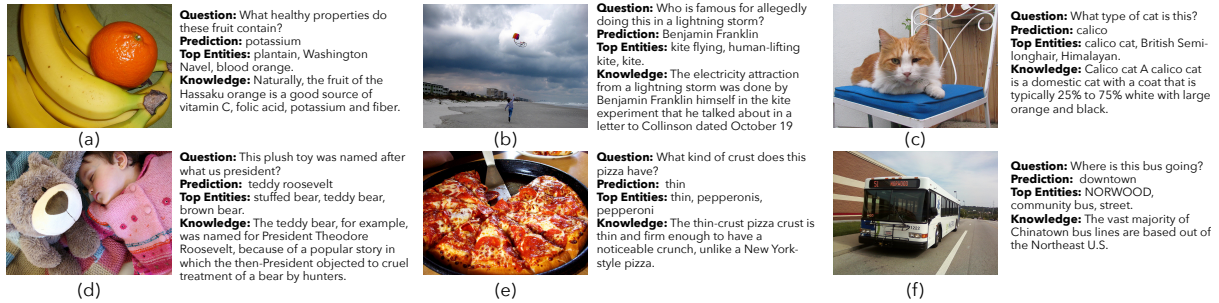 Question: What healthy properties do
these fruit contain?
Prediction: potassium
Top Entities: plantain, Washington
Navel, blood orange.
Knowledge: Naturally, the fruit of the
Hassaku orange is a good source of
vitamin C, folic acid, potassium and fiber.
(a)
Question: Who is famous for allegedly
doing this in a lightning storm?
Prediction: Benjamin Franklin
Top Entities: kite flying, human-lifting
kite, kite.
Knowledge: The electricity attraction
from a lightning storm was done by
Benjamin Franklin himself in the kite
experiment that he talked about in a
letter to Collinson dated October 19
(b)
Question: What type of cat is this?
Prediction: calico
Top Entities: calico cat, British Semi-
longhair, Himalayan.
Knowledge: Calico cat A calico cat
is a domestic cat with a coat that is
typically 25% to 75% white with large
orange and black.
(c)
Question: This plush toy was named after
what us president?
Prediction: teddy roosevelt
Top Entities: stuffed bear, teddy bear,
brown bear.
Knowledge: The teddy bear, for example,
was named for President Theodore
Roosevelt, because of a popular story in
which the then-President objected to cruel
treatment of a bear by hunters.
(d)
Question: What kind of crust does this
pizza have?
Prediction: thin
Top Entities: thin, pepperonis,
pepperoni
Knowledge: The thin-crust pizza crust is
thin and firm enough to have a
noticeable crunch, unlike a New York-
style pizza.
(e)
Question: Where is this bus going?
Prediction: downtown
Top Entities: NORWOOD,
community bus, street.
Knowledge: The vast majority of
Chinatown bus lines are based out of
the Northeast U.S.
(f)